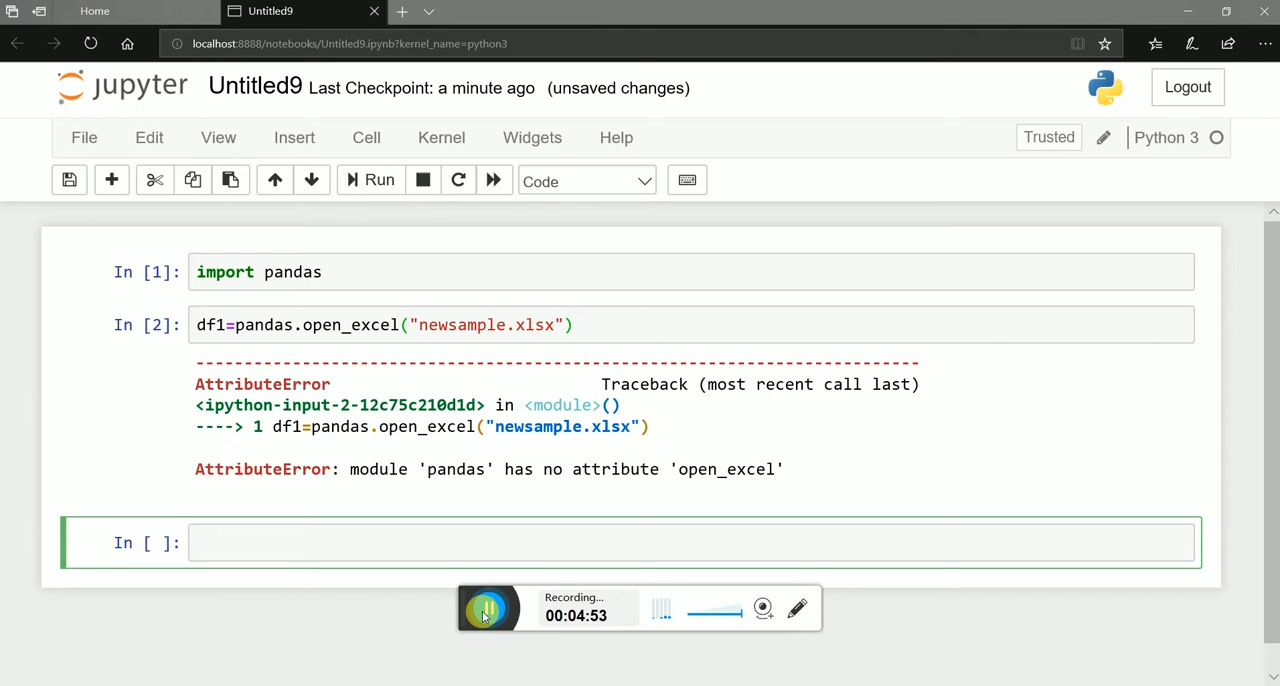 Home
Untitled9
localhost:8888/notebooks/Untitled9.ipynb?kernel_name=python3
jupyter Untitled9 Last Checkpoint: a minute ago (unsaved changes)
Logout
File Edit View Insert Cell Kernel Widgets Help
Trusted
Python 3
Run
Code
In [1]: import pandas
In [2]: df1=pandas.open_excel("newsample.xlsx")
---------------------------------------------------------------------------
AttributeError Traceback (most recent call last)
<ipython-input-2-12c75c210d1d> in <module>()
----> 1 df1=pandas.open_excel("newsample.xlsx")
AttributeError: module 'pandas' has no attribute 'open_excel'
In [ ]:
Recording...
00:04:53